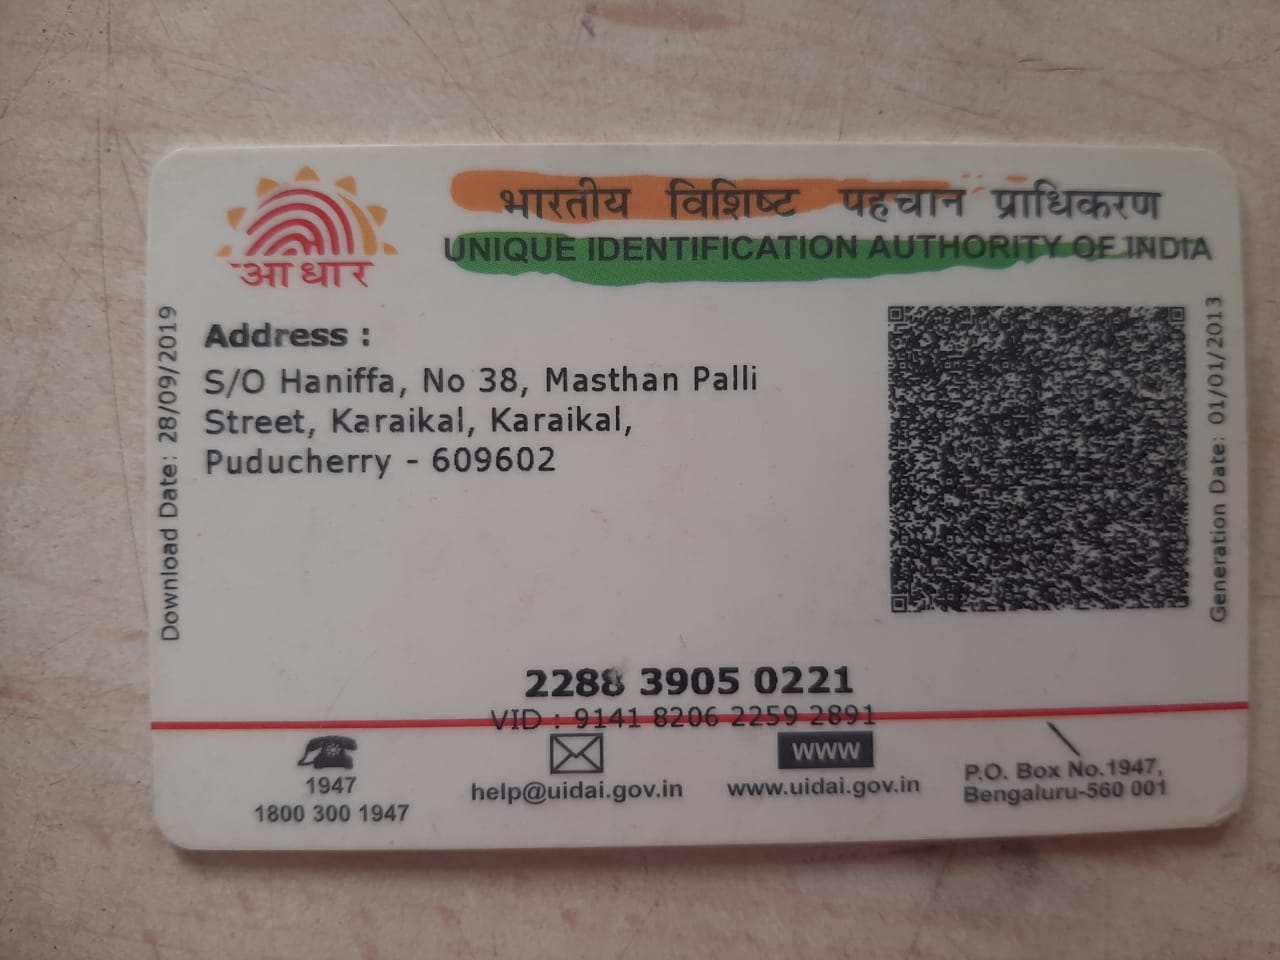 भारतीय विशिष्ट पहचान प्राधिकरण
UNIQUE IDENTIFICATION AUTHORITY OF INDIA
आधार
Address :
S/O Haniffa, No 38, Masthan Palli
Street, Karaikal, Karaikal,
Puducherry - 609602
Download Date: 28/09/2019
Generation Date: 01/01/2013
2288 3905 0221
VID : 9141 8206 2259 2891
1947
1800 300 1947
help@uidai.gov.in
WWW
www.uidai.gov.in
P.O. Box No.1947,
Bengaluru-560 001